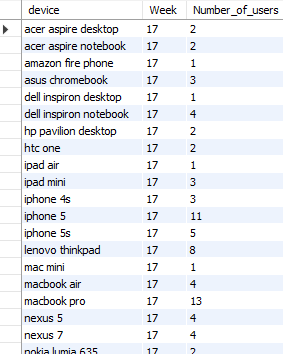 device Week Number_of_users
acer aspire desktop 17 2
acer aspire notebook 17 2
amazon fire phone 17 1
asus chromebook 17 3
dell inspiron desktop 17 1
dell inspiron notebook 17 4
hp pavilion desktop 17 2
htc one 17 2
ipad air 17 1
ipad mini 17 3
iphone 4s 17 3
iphone 5 17 11
iphone 5s 17 5
lenovo thinkpad 17 8
mac mini 17 1
macbook air 17 4
macbook pro 17 13
nexus 5 17 4
nexus 7 17 4
nokia lumia 635 17 2